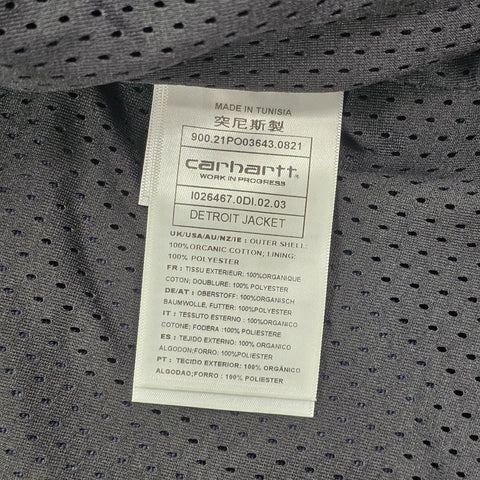 MADE IN TUNISIA
突尼斯製
900.21PO03643.0821
carhartt
WORK IN PROGRESS
I026467.0DI.02.03
DETROIT JACKET
UK/USA/AU/NZ/IE : OUTER SHELL:
100%ORGANIC COTTON; LINING:
100% POLYESTER
FR : TISSU EXTERIEUR: 100%ORGANIQUE
COTON; DOUBLURE: 100% POLYESTER
DE/AT : OBERSTOFF: 100%ORGANISCH
BAUMWOLLE, FUTTER: 100%POLYESTER
IT : TESSUTO ESTERNO : 100%ORGANICO
COTONE; FODERA :100% POLIESTERE
ES : TEJIDO EXTERNO: 100%ORGANICO
ALGODON;FORRO: 100%POLIESTER
PT : TECIDO EXTERIOR: 100% ORGÂNICO
ALGODAO;FORRO : 100% POLIESTER